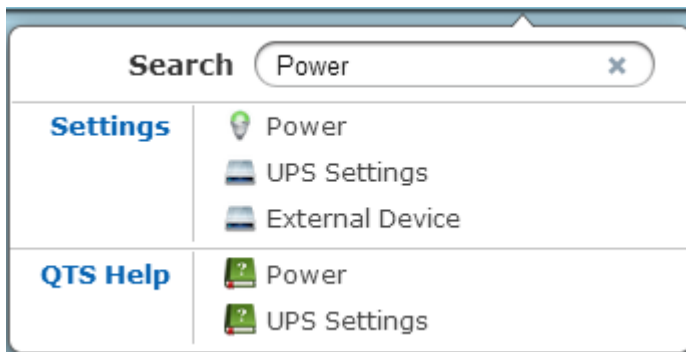 Search Power
Settings Power
UPS Settings
External Device
QTS Help Power
UPS Settings